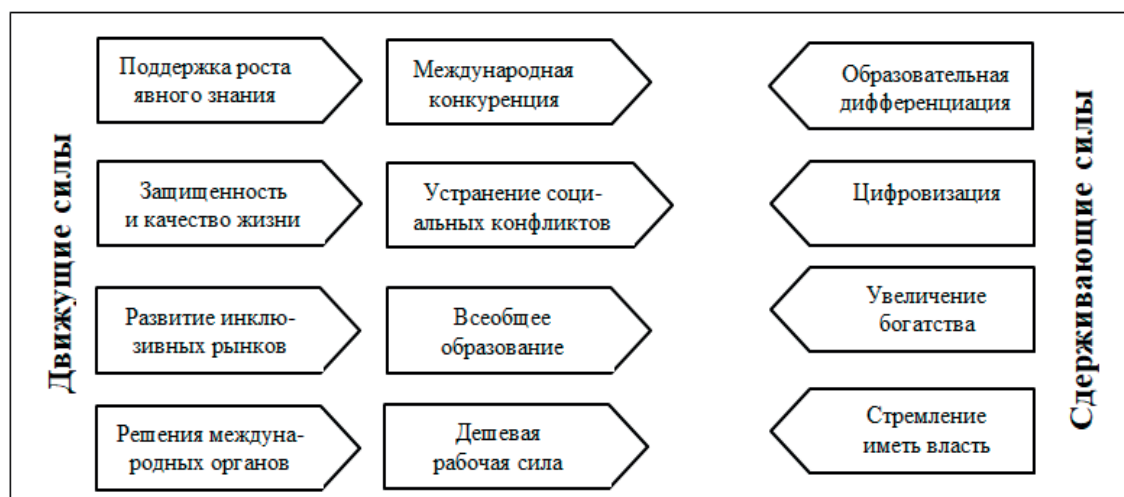 Движущие силы
Поддержка роста
явного знания
Международная
конкуренция
Образовательная
дифференциация
Защищенность
и качество жизни
Устранение соци-
альных конфликтов
Цифровизация
Развитие инклю-
зивных рынков
Всеобщее
образование
Увеличение
богатства
Решения междуна-
родных органов
Дешевая
рабочая сила
Стремление
иметь власть
Сдерживающие силы